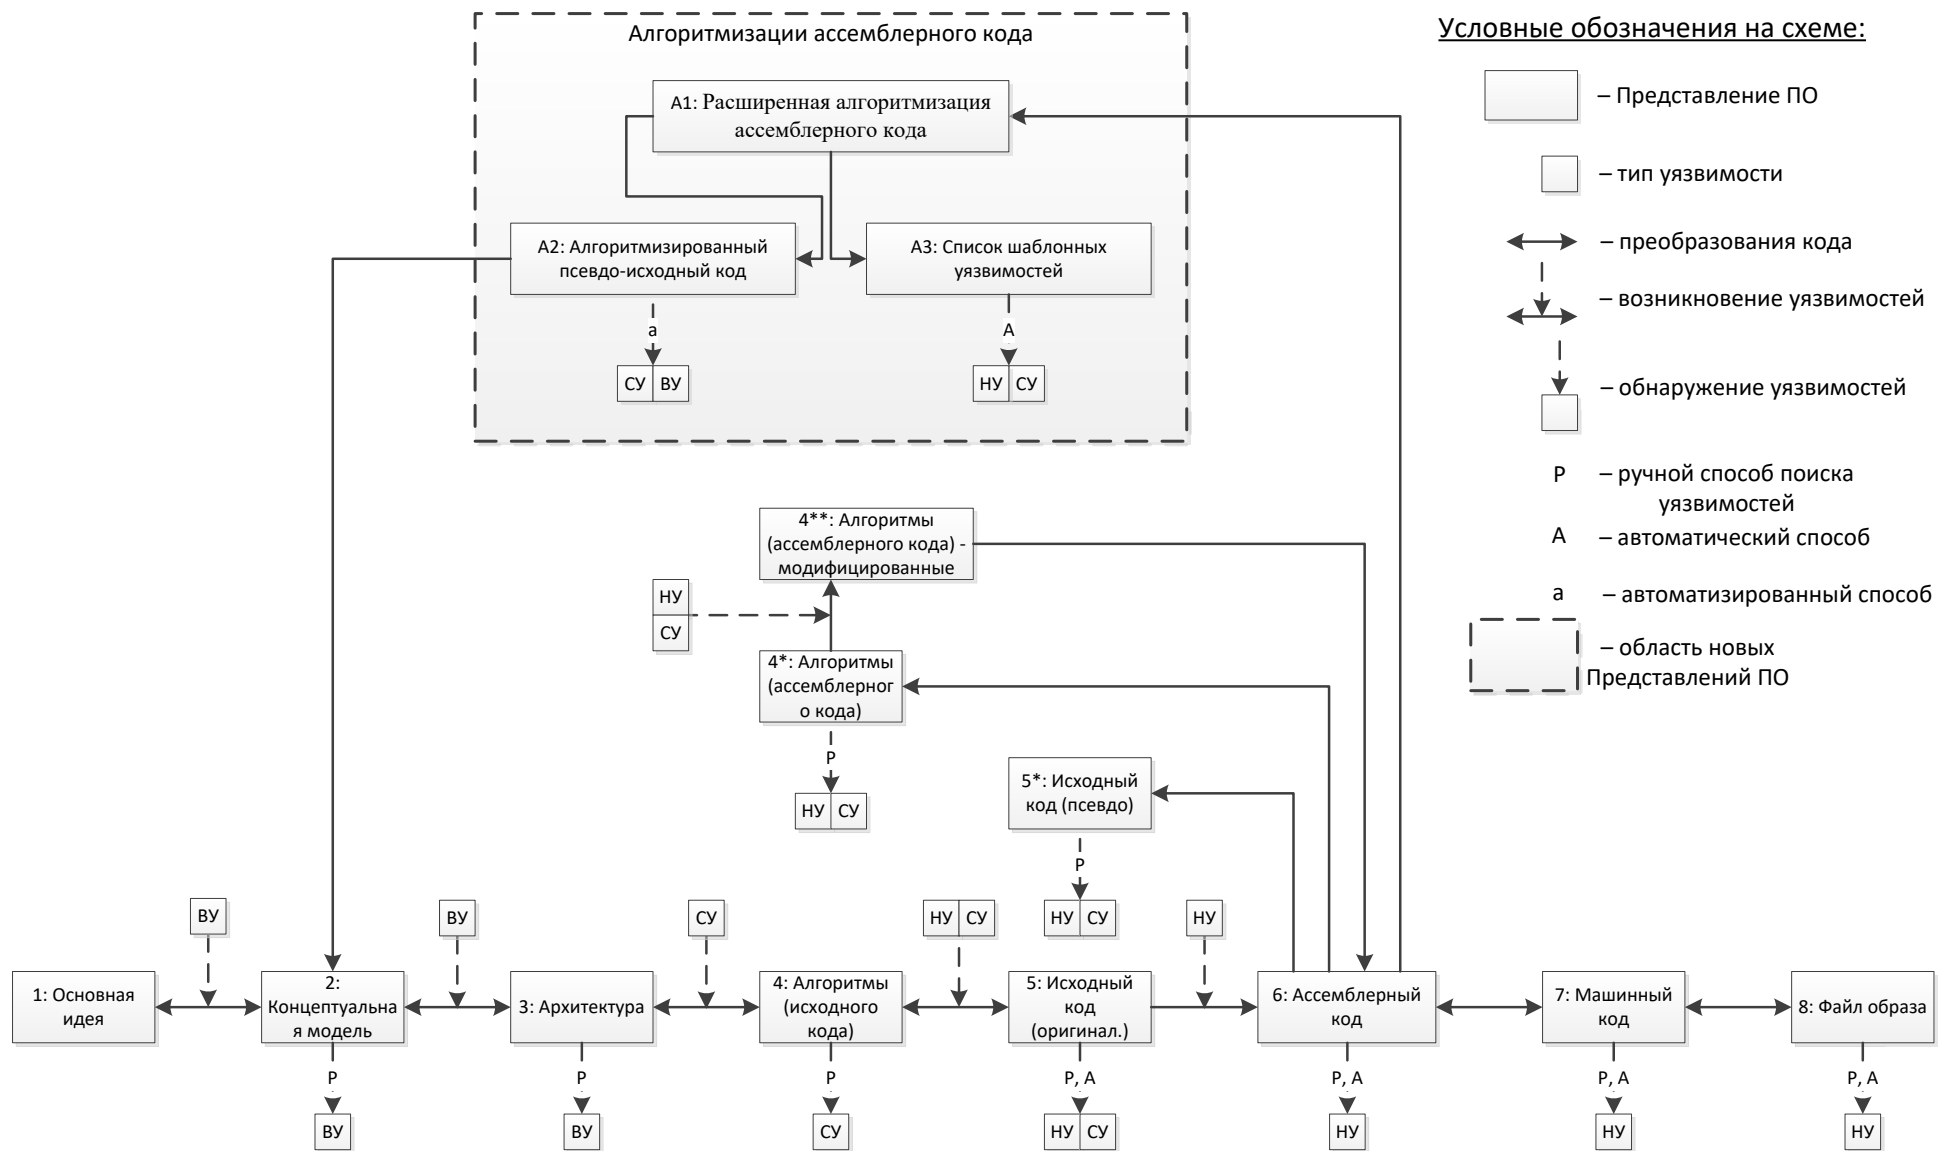 Алгоритмизации ассемблерного кода
А1: Расширенная алгоритмизация
ассемблерного кода
А2: Алгоритмизированный
псевдо-исходный код
А3: Список шаблонных
уязвимостей
а
А
СУ ВУ
НУ СУ
Условные обозначения на схеме:
– Представление ПО
– тип уязвимости
– преобразования кода
– возникновение уязвимостей
– обнаружение уязвимостей
Р – ручной способ поиска
уязвимостей
А – автоматический способ
а – автоматизированный способ
– область новых
Представлений ПО
4**: Алгоритмы
(ассемблерного кода) -
модифицированные
НУ
СУ
4*: Алгоритмы
(ассемблерног
о кода)
Р
НУ СУ
5*: Исходный
код (псевдо)
Р
НУ СУ
ВУ
ВУ
СУ
НУ СУ
НУ
1: Основная
идея
2:
Концептуальна
я модель
3: Архитектура
4: Алгоритмы
(исходного
кода)
5: Исходный
код
(оригинал.)
6: Ассемблерный
код
7: Машинный
код
8: Файл образа
Р
Р
Р
Р, А
Р, А
Р, А
Р, А
ВУ
ВУ
СУ
НУ СУ
НУ
НУ
НУ